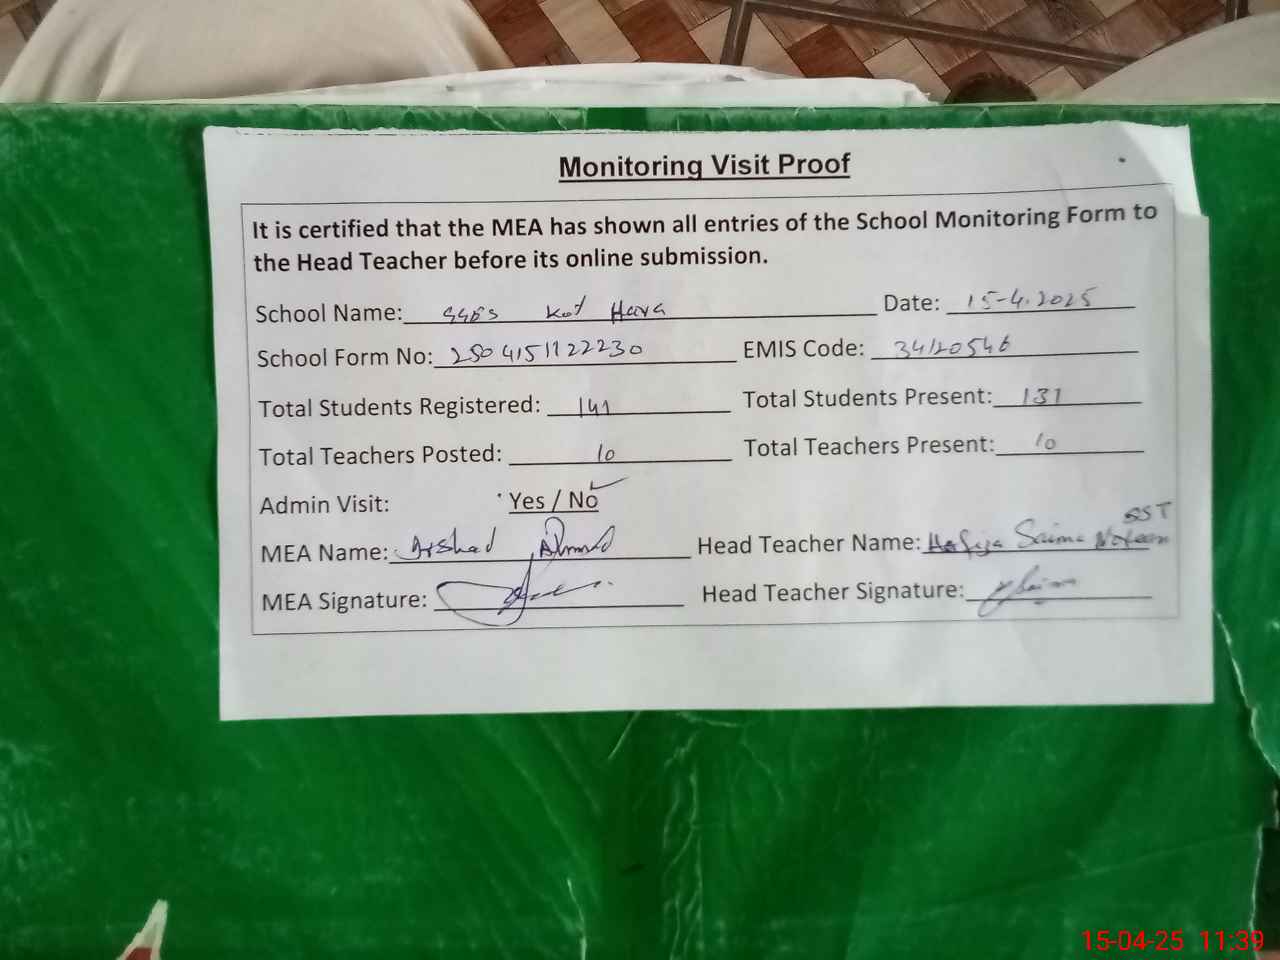 Monitoring Visit Proof
It is certified that the MEA has shown all entries of the School Monitoring Form to
the Head Teacher before its online submission.
School Name: Kot Hara Date: 15-4.2025
School Form No: 2504151122230 EMIS Code: 34120546
Total Students Registered: 141 Total Students Present: 131
Total Teachers Posted: 10 Total Teachers Present: 10
Admin Visit: Yes / No
SST
MEA Name: Arshad Ahmad Head Teacher Name: Hafiza Saima
MEA Signature: Head Teacher Signature:
15-04-25 11:39